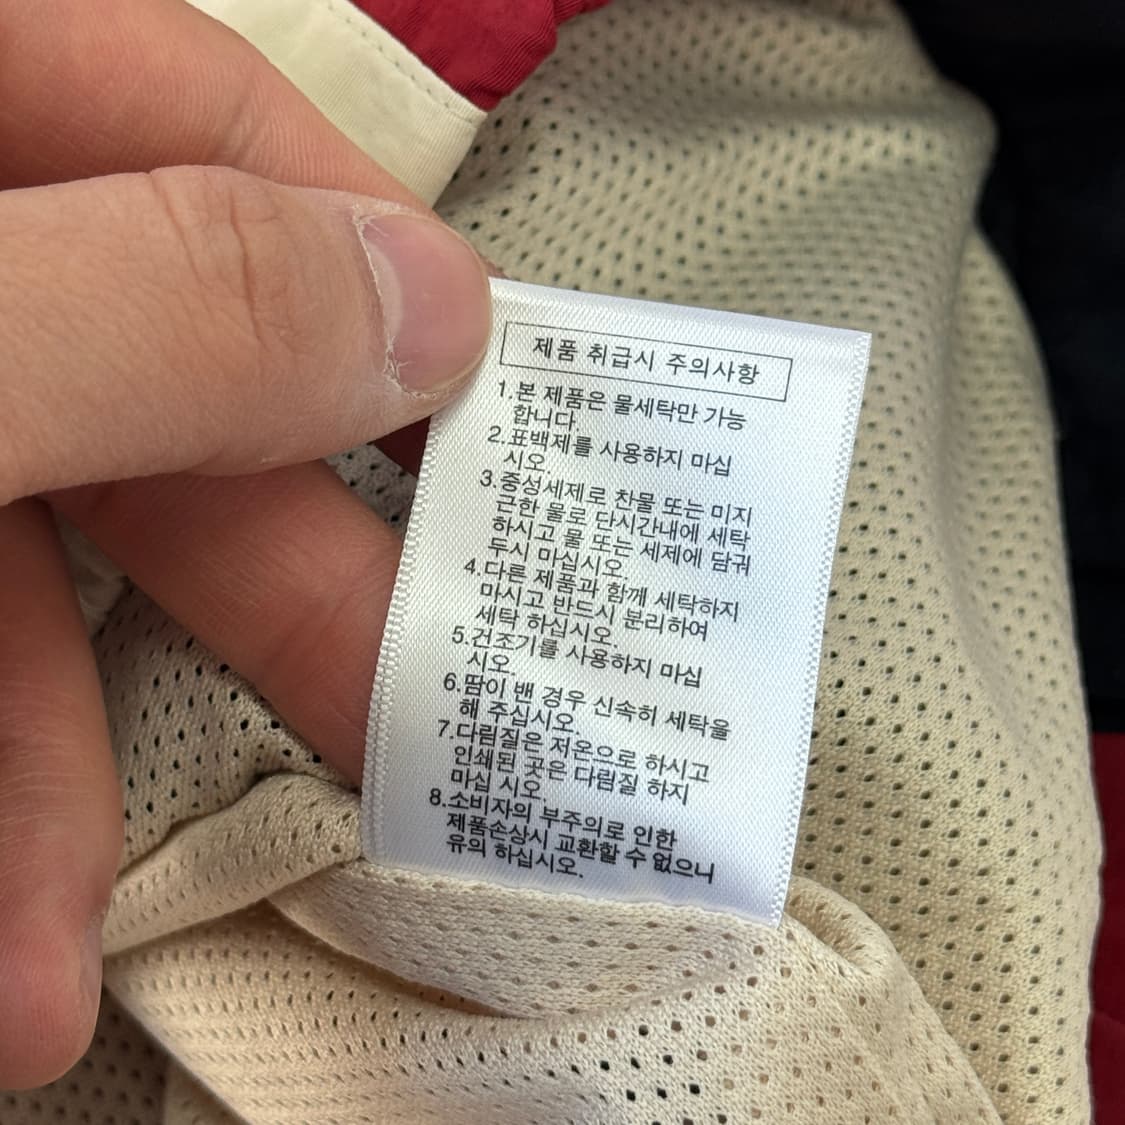 제품 취급시 주의사항
1.본 제품은 물세탁만 가능
합니다.
2.표백제를 사용하지 마십
시오.
3.중성세제로 찬물 또는 미지
근한 물로 단시간내에 세탁
하시고 물 또는 세제에 담궈
두시 마십시오.
4.다른 제품과 함께 세탁하지
마시고 반드시 분리하여
세탁 하십시오.
5.건조기를 사용하지 마십
시오.
6.땀이 밴 경우 신속히 세탁을
해 주십시오.
7.다림질은 저온으로 하시고
인쇄된 곳은 다림질 하지
마십 시오.
8.소비자의 부주의로 인한
제품손상시 교환할 수 없으니
유의 하십시오.